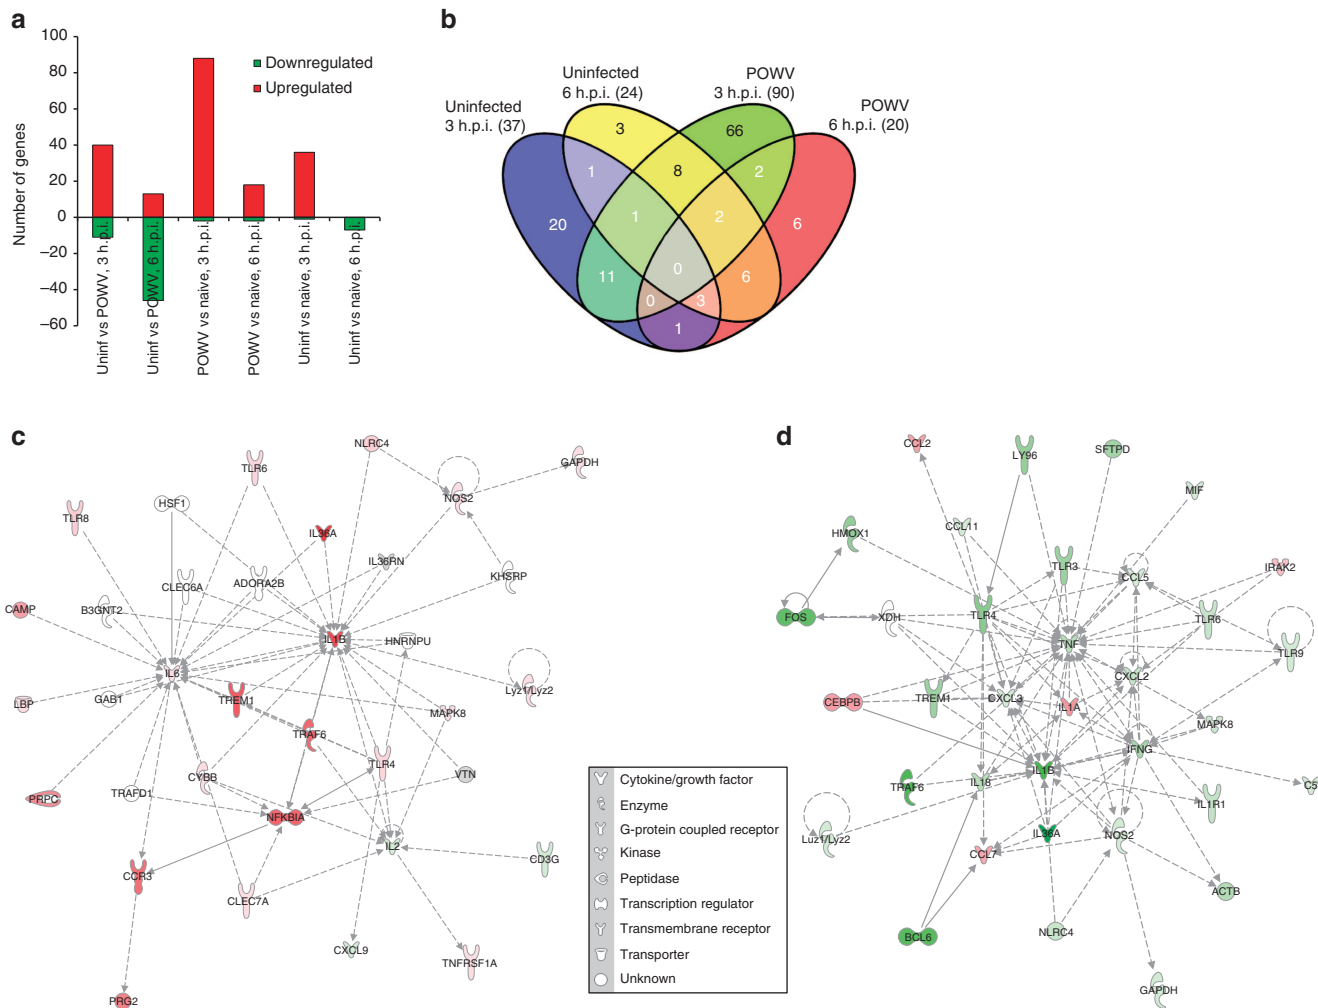 a
100
80
60
40
20
0
−20
−40
−60
Number of genes
Downregulated
Upregulated
Uninf vs POWV, 3 h.p.i.
Uninf vs POWV, 6 h.p.i.
POWV vs naive, 3 h.p.i.
POWV vs naive, 6 h.p.i.
Uninf vs naive, 3 h.p.i.
Uninf vs naive, 6 h.p.i.
b
Uninfected
3 h.p.i. (37)
Uninfected
6 h.p.i. (24)
POWV
3 h.p.i. (90)
POWV
6 h.p.i. (20)
3
66
1
8
2
20
1
2
6
11
0
6
0
3
1
c
NLRC4
TLR6
GAPDH
HSF1
NOS2
TLR8
IL36A
IL36RN
KHSRP
CLEC6A
ADORA2B
CAMP
B3GNT2
IL1B
HNRNPU
IL6
Lyz1/Lyz2
LBP
GAB1
TREM1
MAPK8
TRAF6
TLR4
VTN
CYBB
PRPC
TRAFD1
NFKBIA
IL2
CD3G
CCR3
CLEC7A
CXCL9
TNFRSF1A
PRG2
Cytokine/growth factor
Enzyme
G-protein coupled receptor
Kinase
Peptidase
Transcription regulator
Transmembrane receptor
Transporter
Unknown
d
CCL2
LY96
SFTPD
MIF
CCL11
HMOX1
TLR3
CCL5
IRAK2
FOS
XDH
TLR4
TLR6
TNF
TLR9
CXCL2
CEBPB
TREM1
CXCL3
IL1A
MAPK8
IFNG
IL1B
TRAF6
IL18
C5
IL1R1
Luz1/Lyz2
IL36A
NOS2
CCL7
ACTB
BCL6
NLRC4
GAPDH